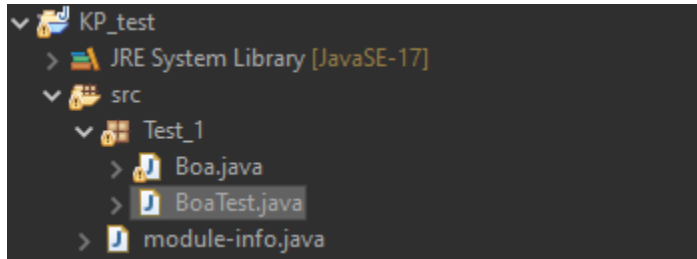 KP_test
JRE System Library [JavaSE-17]
src
Test_1
Boa.java
BoaTest.java
module-info.java